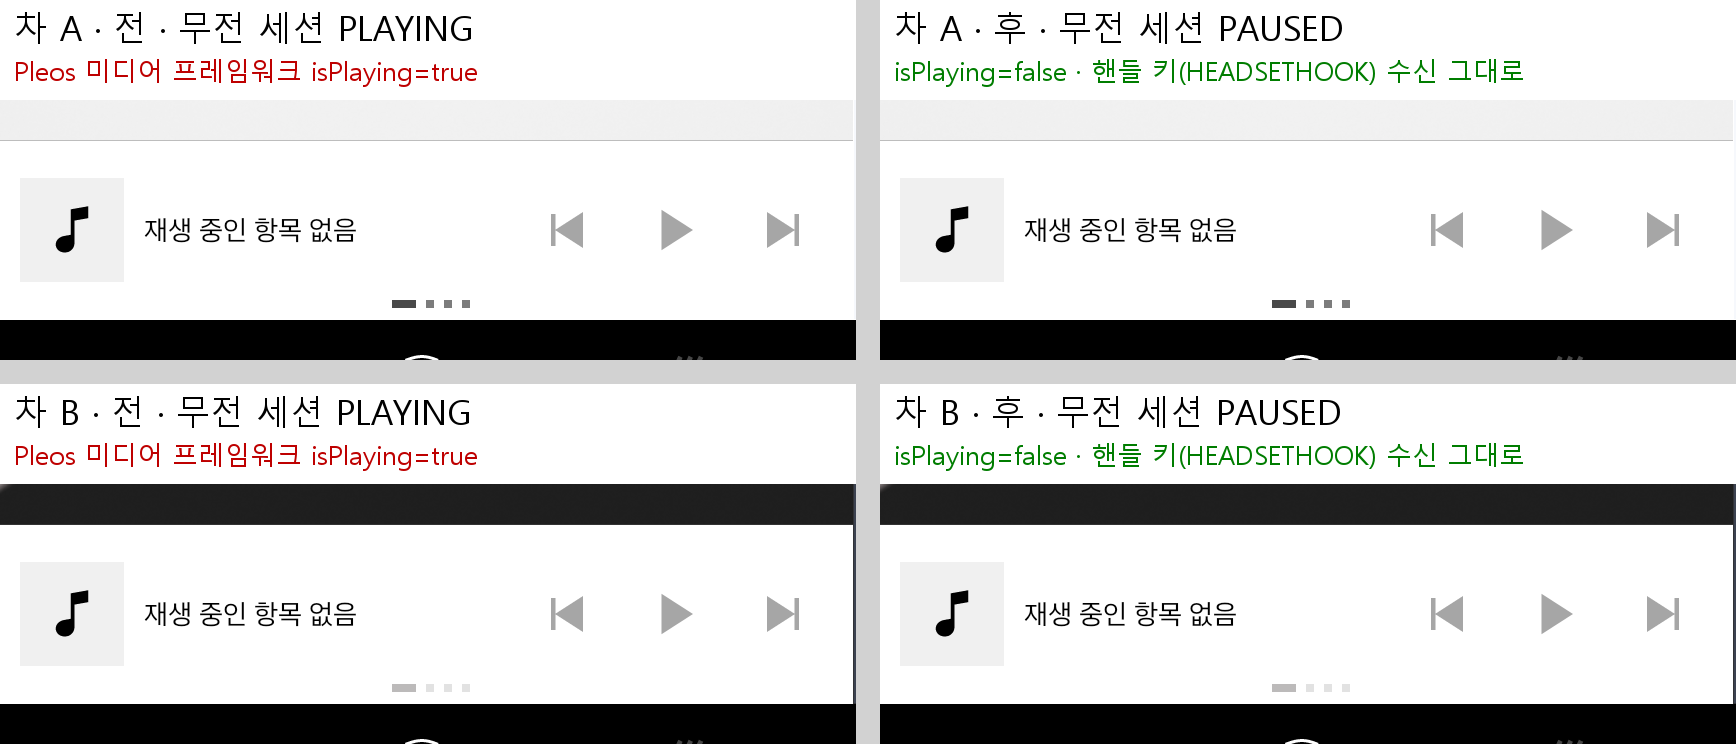 차 A · 전 · 무전 세션 PLAYING
Pleos 미디어 프레임워크 isPlaying=true
재생 중인 항목 없음
차 A · 후 · 무전 세션 PAUSED
isPlaying=false · 핸들 키(HEADSETHOOK) 수신 그대로
재생 중인 항목 없음
차 B · 전 · 무전 세션 PLAYING
Pleos 미디어 프레임워크 isPlaying=true
재생 중인 항목 없음
차 B · 후 · 무전 세션 PAUSED
isPlaying=false · 핸들 키(HEADSETHOOK) 수신 그대로
재생 중인 항목 없음